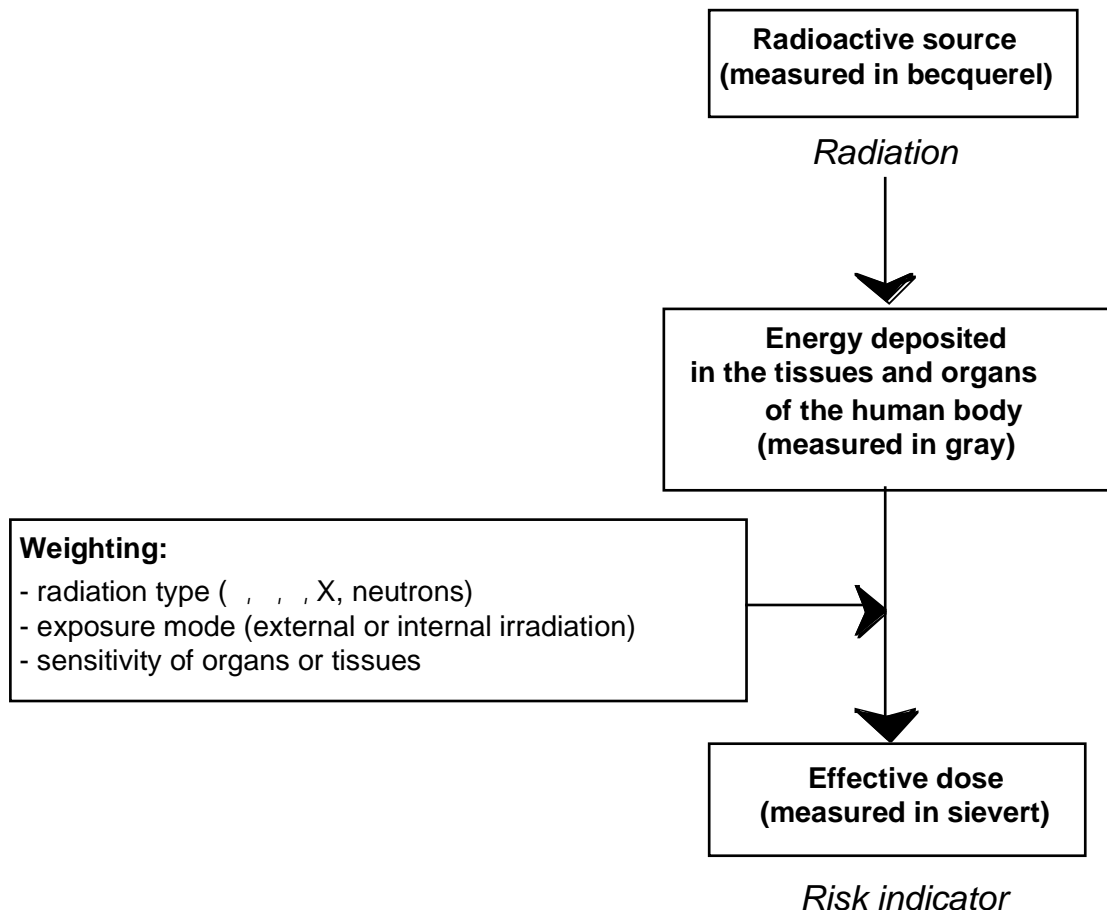 Radioactive source
(measured in becquerel)
Radiation
Energy deposited
in the tissues and organs
of the human body
(measured in gray)
Weighting:
- radiation type ( , , , X, neutrons)
- exposure mode (external or internal irradiation)
- sensitivity of organs or tissues
Effective dose
(measured in sievert)
Risk indicator